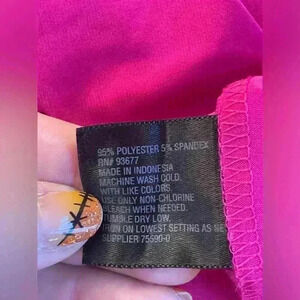 95% POLYESTER 5% SPANDEX
RN# 93677
MADE IN INDONESIA
MACHINE WASH COLD.
WITH LIKE COLORS.
USE ONLY NON-CHLORINE
BLEACH WHEN NEEDED.
TUMBLE DRY LOW.
IRON ON LOWEST SETTING AS
SUPPLIER 75590-0